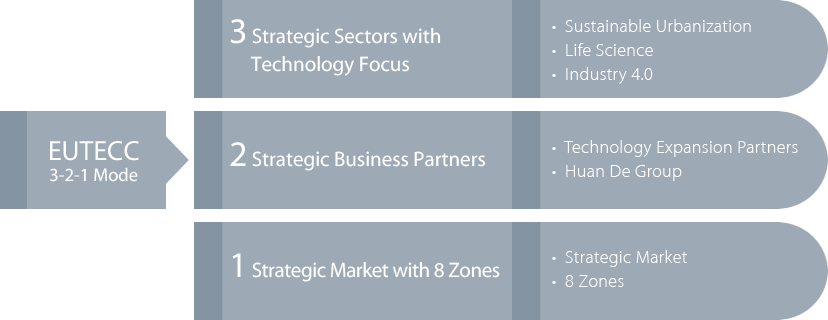 EUTECC
3-2-1 Mode
3 Strategic Sectors with
Technology Focus
• Sustainable Urbanization
• Life Science
• Industry 4.0
2 Strategic Business Partners
• Technology Expansion Partners
• Huan De Group
1 Strategic Market with 8 Zones
• Strategic Market
• 8 Zones